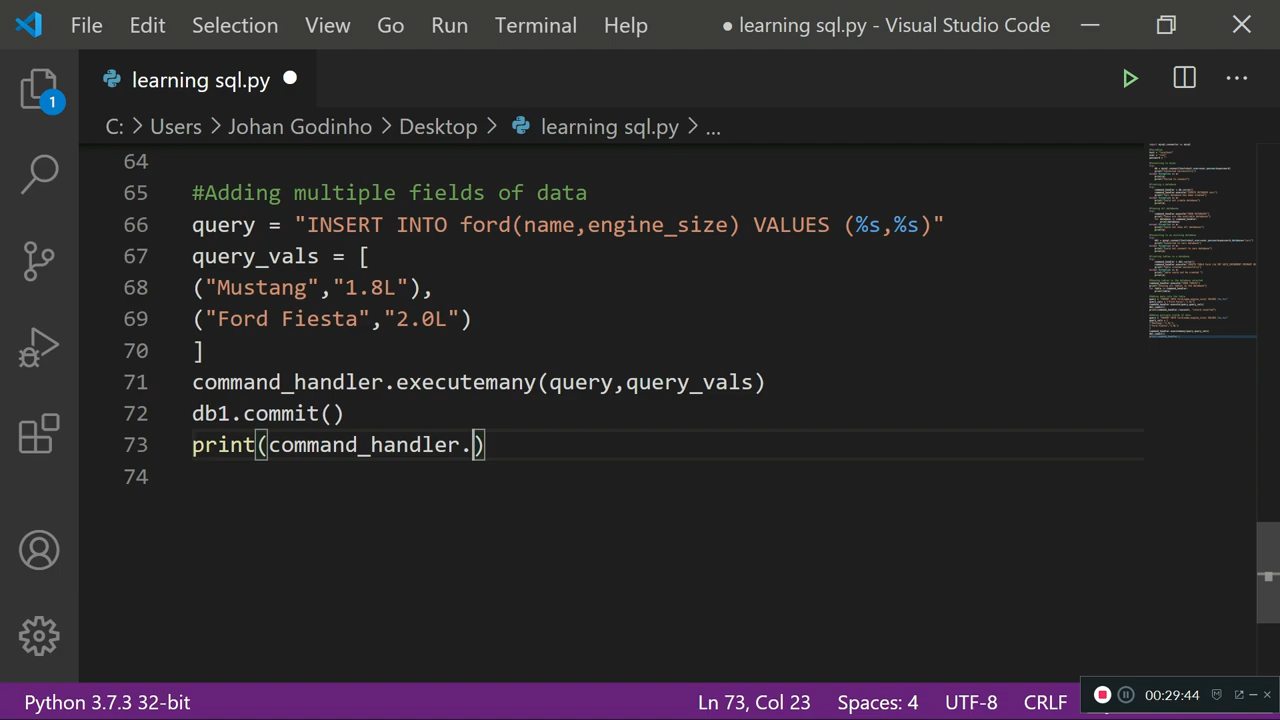 File Edit Selection View Go Run Terminal Help ● learning sql.py - Visual Studio Code
learning sql.py
1
C: > Users > Johan Godinho > Desktop > learning sql.py > ...
64
65 #Adding multiple fields of data
66 query = "INSERT INTO ford(name,engine_size) VALUES (%s,%s)"
67 query_vals = [
68 ("Mustang","1.8L"),
69 ("Ford Fiesta","2.0L")
70 ]
71 command_handler.executemany(query,query_vals)
72 db1.commit()
73 print(command_handler.)
74
Python 3.7.3 32-bit Ln 73, Col 23 Spaces: 4 UTF-8 CRLF 00:29:44